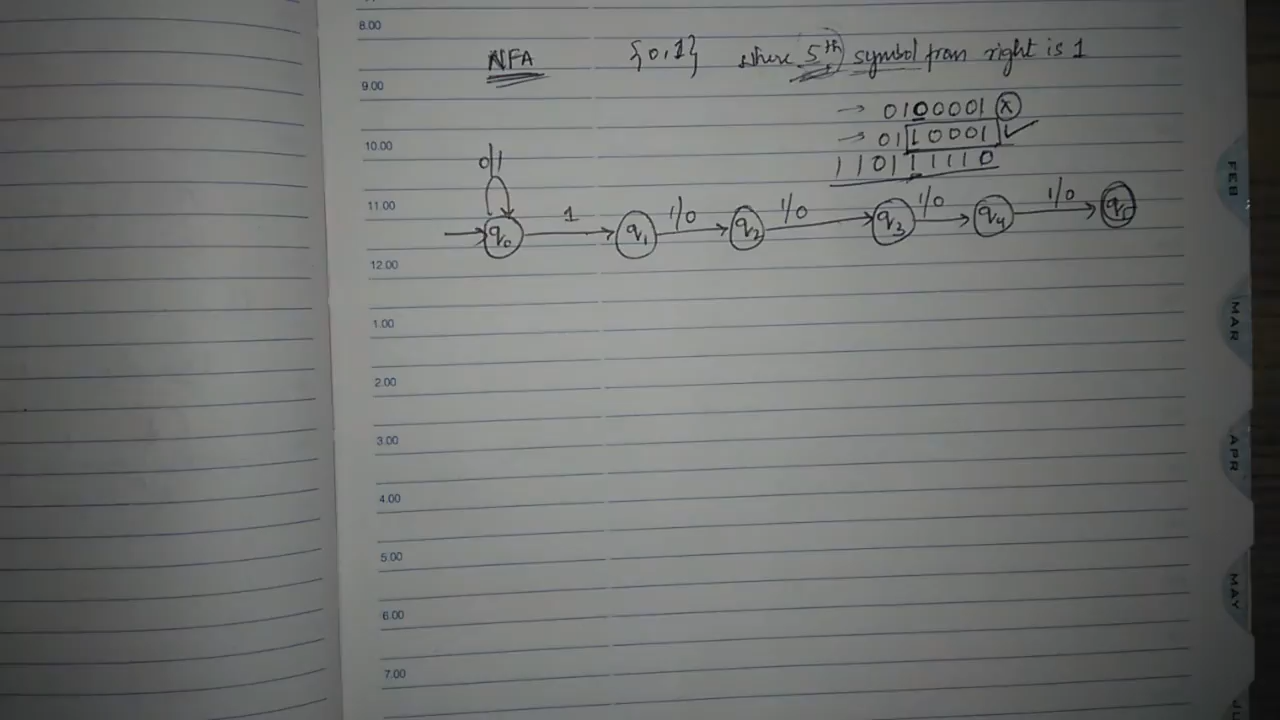 8.00
NFA {0,1} where 5th symbol from right is 1
9.00
→ 0100001 x
→ 0110001 ✓
10.00
110111110
0/1
11.00
1 1/0 1/0 1/0 1/0
q0 q1 q2 q3 q4 q5
12.00
1.00
2.00
3.00
4.00
5.00
6.00
7.00
FEB
MAR
APR
MAY